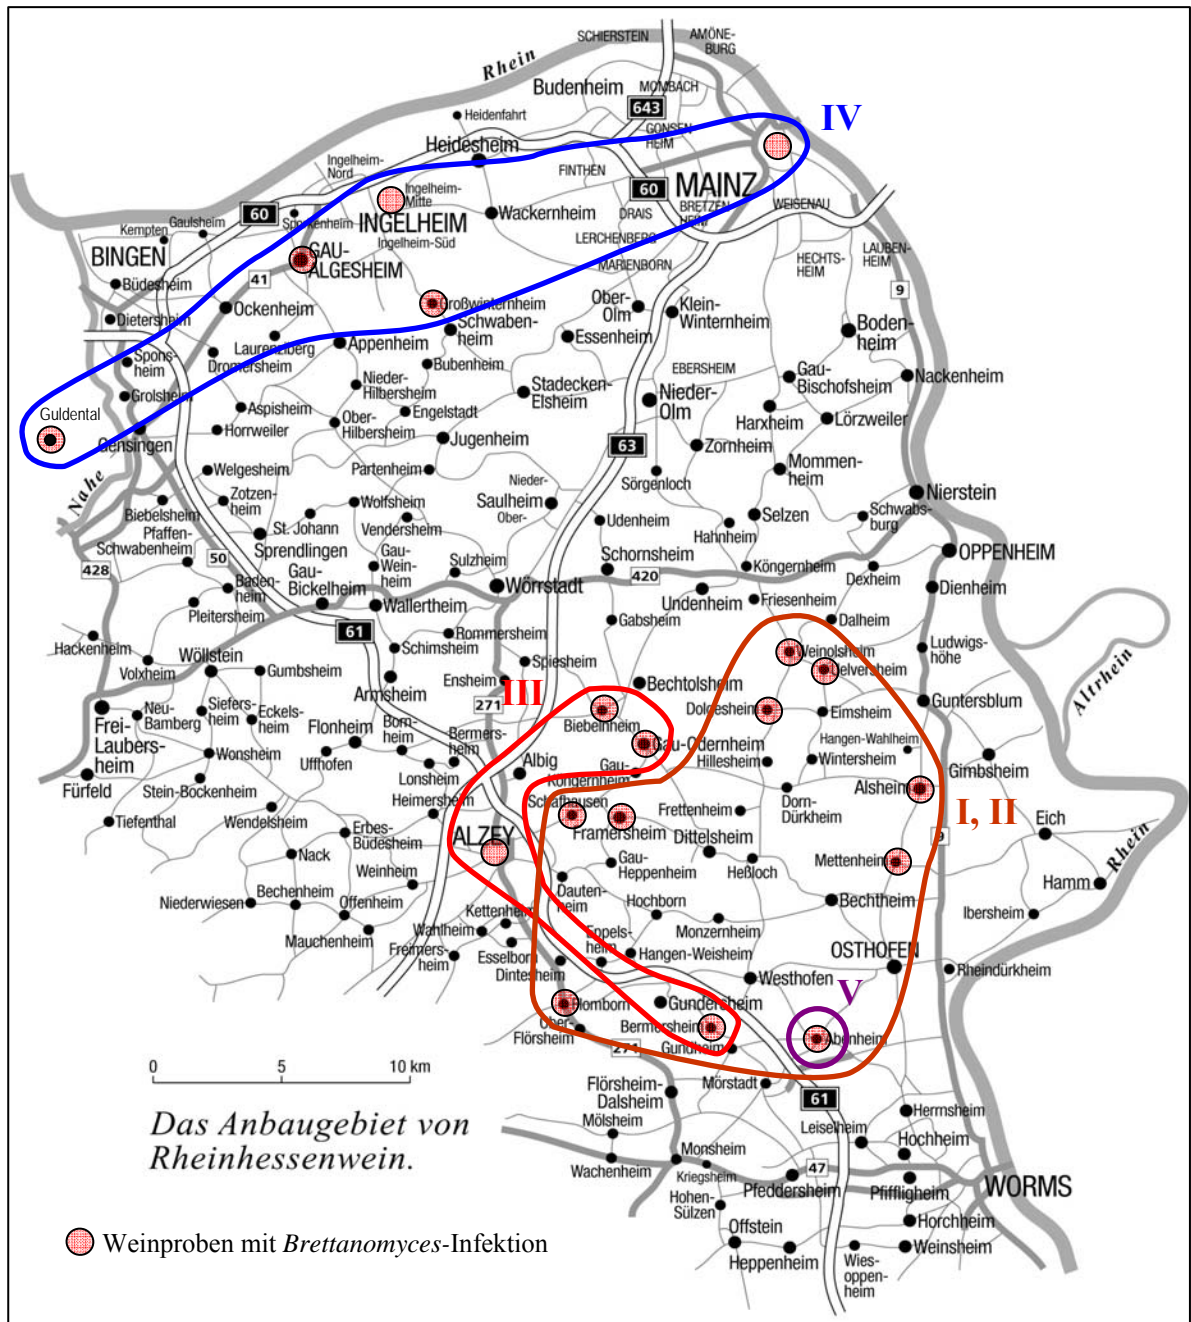 SCHIERSTEIN
AMÖNE-
BURG
Rhein
Budenheim
MOMBACH
643
Heidenfahrt
GONSEN
HEIM
IV
Heidesheim
Ingelheim-
Nord
FINTHEN
60
MAINZ
Ingelheim-
Mitte
DRAIS
BRETZEN
HEIM
WEISENAU
60
Gaulsheim
Sporkenheim
INGELHEIM
Wackernheim
Kempten
Ingelheim-Süd
LERCHENBERG
BINGEN
GAU-
ALGESHEIM
MARIENBORN
HECHTS-
HEIM
LAUBEN-
HEIM
41
Büdesheim
9
Ockenheim
Großwinternheim
Ober-
Olm
Klein-
Winternheim
Dietersheim
Schwaben-
heim
Essenheim
Boden-
heim
Laurenziberg
Appenheim
Spons-
heim
Dromersheim
Bubenheim
EBERSHEIM
Gau-
Bischofsheim
Nackenheim
Grolsheim
Nieder-
Hilbersheim
Stadecken-
Elsheim
Nieder-
Olm
Guldental
Aspisheim
Engelstadt
Harxheim
Lörzweiler
Gensingen
Horrweiler
Ober-
Hilbersheim
Jugenheim
63
Zornheim
Welgesheim
Partenheim
Mommen-
heim
Nahe
Nieder-
Saulheim
Ober-
Sörgenloch
Nierstein
Zotzen-
heim
Wolfsheim
Biebelsheim
St. Johann
Vendersheim
Udenheim
Selzen
Schwabs-
burg
Pfaffen-
Schwabenheim
Sprendlingen
Hahnheim
50
Gau-
Wein-
heim
Sulzheim
Schornsheim
OPPENHEIM
428
Gau-
Bickelheim
420
Köngernheim
Dexheim
Baden-
heim
Wörrstadt
Undenheim
Dienheim
Pleitersheim
Wallertheim
Friesenheim
Gabsheim
Dalheim
61
Rommersheim
Hackenheim
Schimsheim
Weinolsheim
Ludwigs-
höhe
Volxheim
Wöllstein
Gumbsheim
Spiesheim
Uelversheim
Altrhein
Ensheim
Armsheim
III
Bechtolsheim
Guntersblum
271
Neu-
Bamberg
Siefers-
heim
Eckels-
heim
Biebelnheim
Dolgesheim
Eimsheim
Frei-
Laubers-
heim
Flonheim
Born-
heim
Bermers-
heim
Gau-Odernheim
Hangen-Wahlheim
Wonsheim
Uffhofen
Albig
Gau-
Köngernheim
Hillesheim
Wintersheim
Gimbsheim
Fürfeld
Lonsheim
Stein-Bockenheim
Heimersheim
Schafhausen
Dorn-
Dürkheim
Alsheim
Tiefenthal
Wendelsheim
Framersheim
Frettenheim
I, II
Eich
Erbes-
Büdesheim
ALZEY
Dittelsheim
9
Nack
Gau-
Heppenheim
Heßloch
Mettenheim
Rhein
Weinheim
Hamm
Bechenheim
Dauten-
heim
Niederwiesen
Offenheim
Hochborn
Bechtheim
Ibersheim
Kettenheim
Mauchenheim
Wahlheim
Monzernheim
Freimers-
heim
Esselborn
Eppels-
heim
Hangen-Weisheim
OSTHOFEN
Dintesheim
Westhofen
Rheindürkheim
V
Flomborn
Gundersheim
Ober-
Flörsheim
Bermersheim
Abenheim
271
Gundheim
0
5
10 km
Flörsheim-
Dalsheim
Mörstadt
61
Das Anbaugebiet von
Rheinhessenwein.
Mölsheim
Herrnsheim
Leiselheim
Hochheim
Wachenheim
Monsheim
Kriegsheim
47
WORMS
Hohen-
Sülzen
Pfeddersheim
Pfiffligheim
Offstein
Horchheim
Weinproben mit Brettanomyces-Infektion
Heppenheim
Weinsheim
Wies-
oppen-
heim